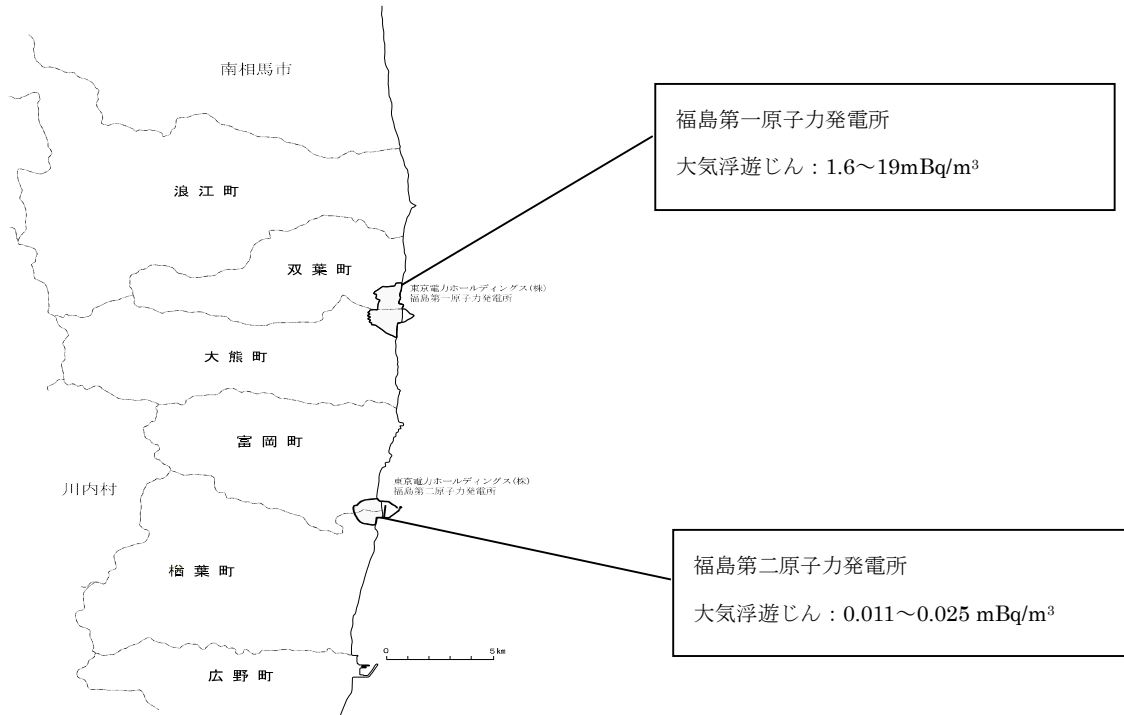 南相馬市
福島第一原子力発電所
大気浮遊じん：1.6～19mBq/m³
浪江町
双葉町
東京電力ホールディングス(株)
福島第一原子力発電所
大熊町
富岡町
川内村
東京電力ホールディングス(株)
福島第二原子力発電所
福島第二原子力発電所
大気浮遊じん：0.011～0.025 mBq/m³
楢葉町
0 5km
広野町